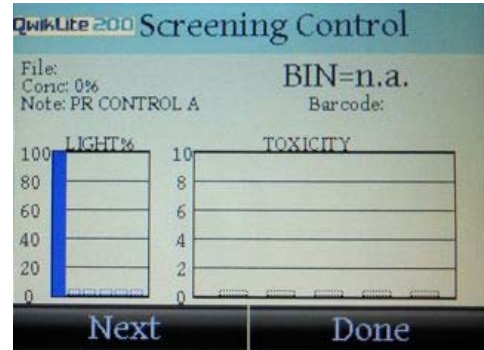 QwikLite 200 Screening Control
File:
Conc: 0%
Note: PR CONTROL A
BIN=n.a.
Barcode:
LIGHT%
100
80
60
40
20
0
TOXICITY
10
8
6
4
2
0
Next
Done